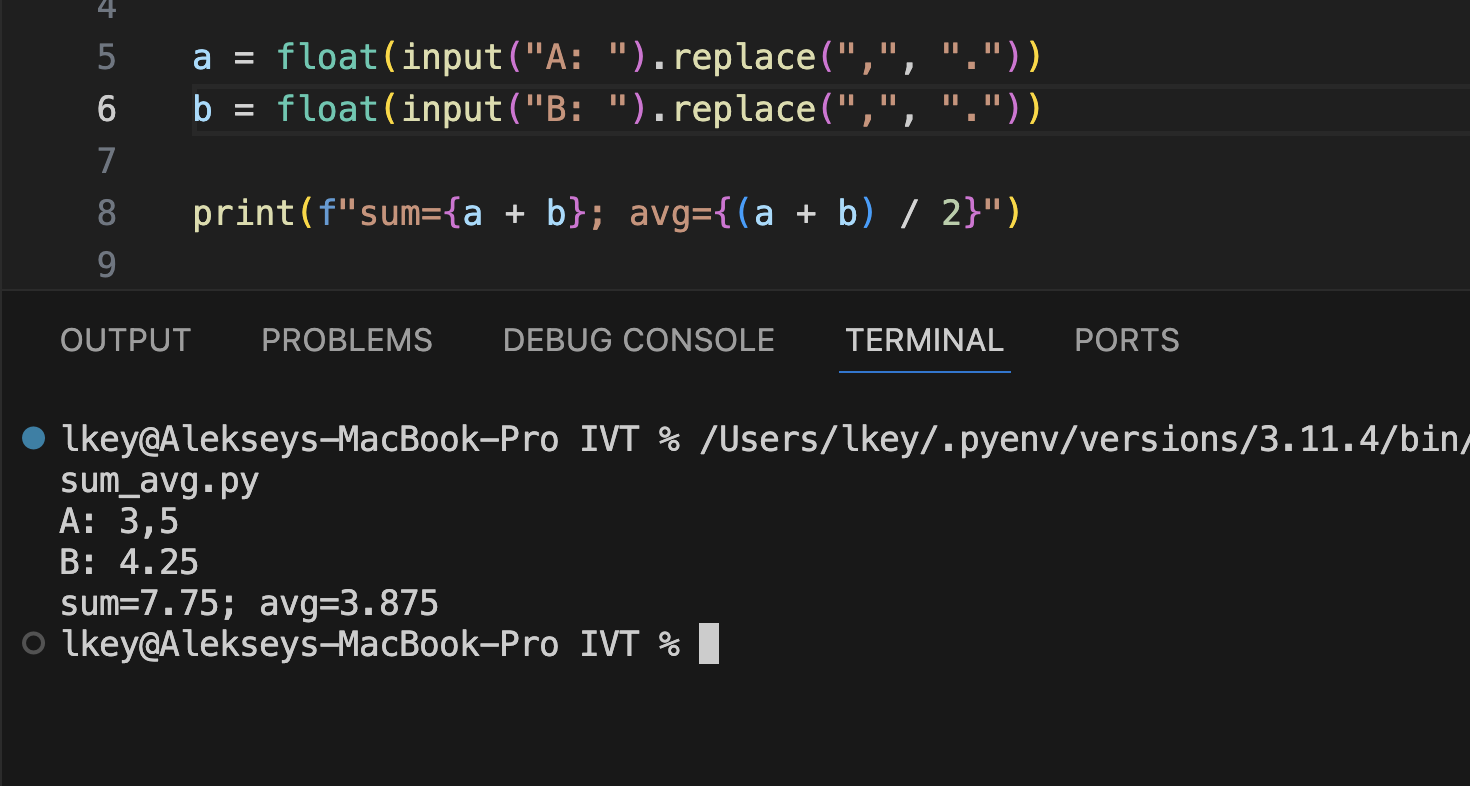 4
5 a = float(input("A: ").replace(",", "."))
6 b = float(input("B: ").replace(",", "."))
7
8 print(f"sum={a + b}; avg={(a + b) / 2}")
9
OUTPUT PROBLEMS DEBUG CONSOLE TERMINAL PORTS
lkey@Alekseys-MacBook-Pro IVT % /Users/lkey/.pyenv/versions/3.11.4/bin/
sum_avg.py
A: 3,5
B: 4.25
sum=7.75; avg=3.875
lkey@Alekseys-MacBook-Pro IVT %